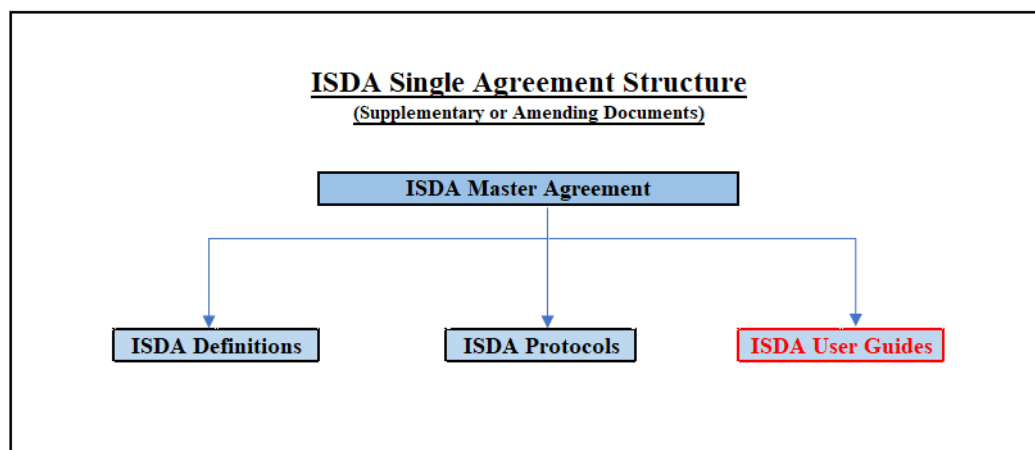 ISDA Single Agreement Structure
(Supplementary or Amending Documents)
ISDA Master Agreement
ISDA Definitions
ISDA Protocols
ISDA User Guides